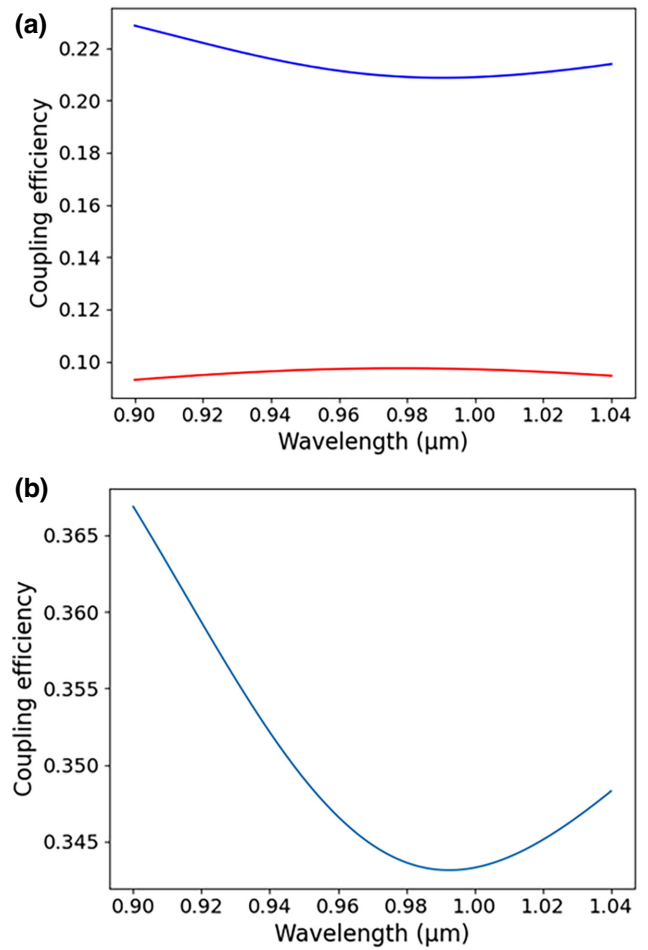 (a)
Coupling efficiency
0.22
0.20
0.18
0.16
0.14
0.12
0.10
0.90 0.92 0.94 0.96 0.98 1.00 1.02 1.04
Wavelength (μm)
(b)
Coupling efficiency
0.365
0.360
0.355
0.350
0.345
0.90 0.92 0.94 0.96 0.98 1.00 1.02 1.04
Wavelength (μm)